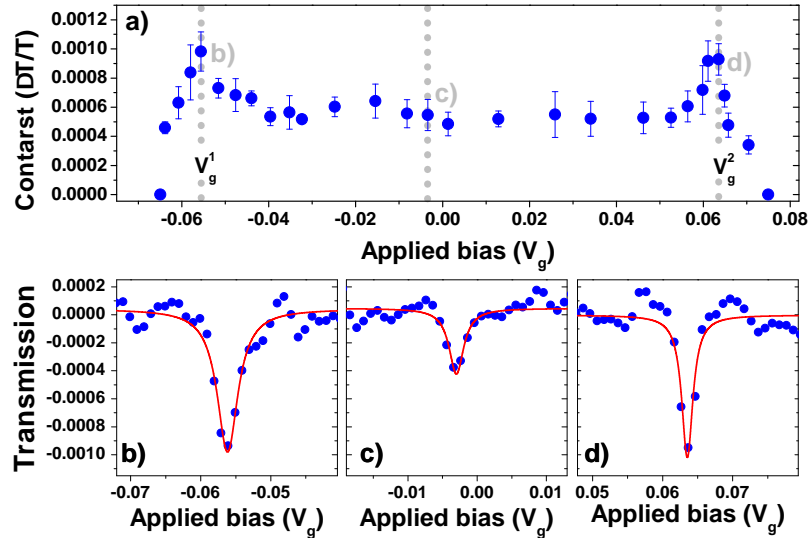 a)
Contarst (DT/T)
0.0012
0.0010
0.0008
0.0006
0.0004
0.0002
0.0000
b)
c)
d)
V_g^1
V_g^2
-0.06 -0.04 -0.02 0.00 0.02 0.04 0.06 0.08
Applied bias (V_g)
Transmission
0.0002
0.0000
-0.0002
-0.0004
-0.0006
-0.0008
-0.0010
b)
c)
d)
-0.07 -0.06 -0.05
-0.01 0.00 0.01
0.05 0.06 0.07
Applied bias (V_g)
Applied bias (V_g)
Applied bias (V_g)